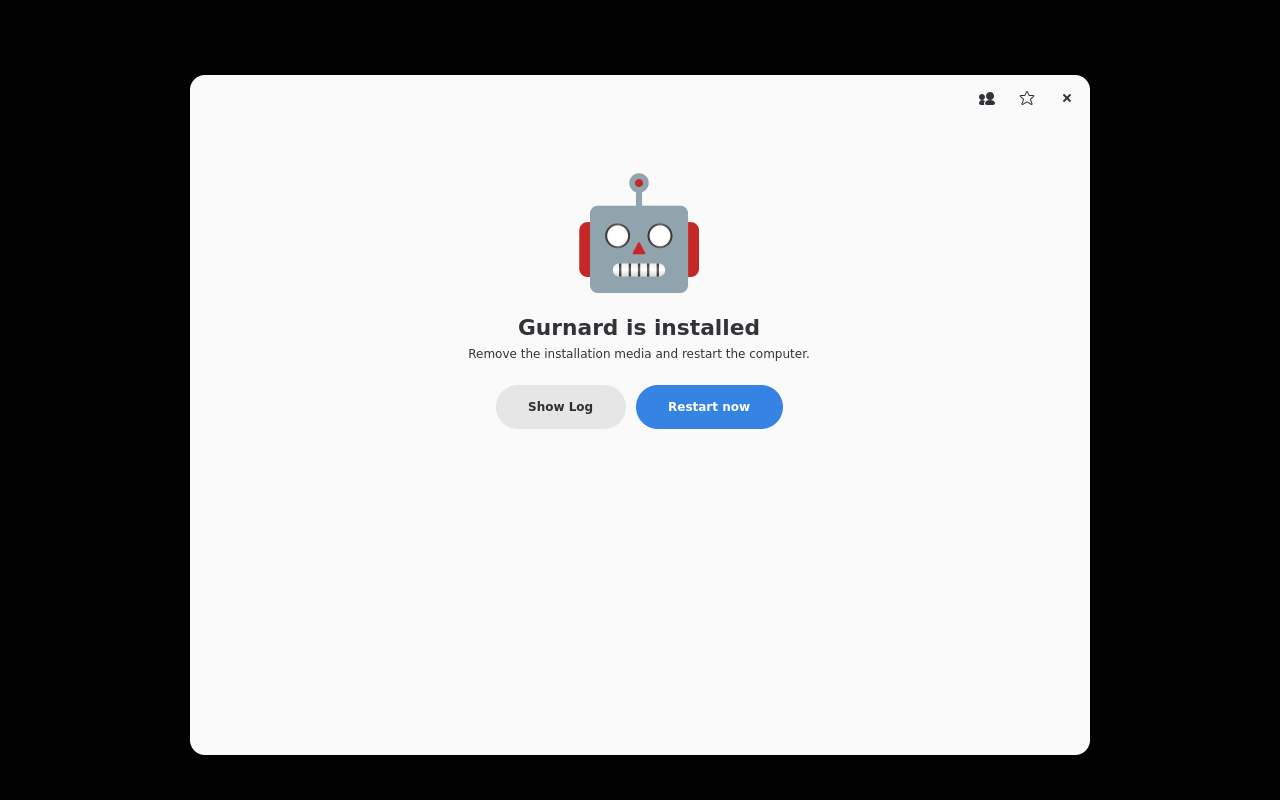 Gurnard is installed
Remove the installation media and restart the computer.
Show Log
Restart now